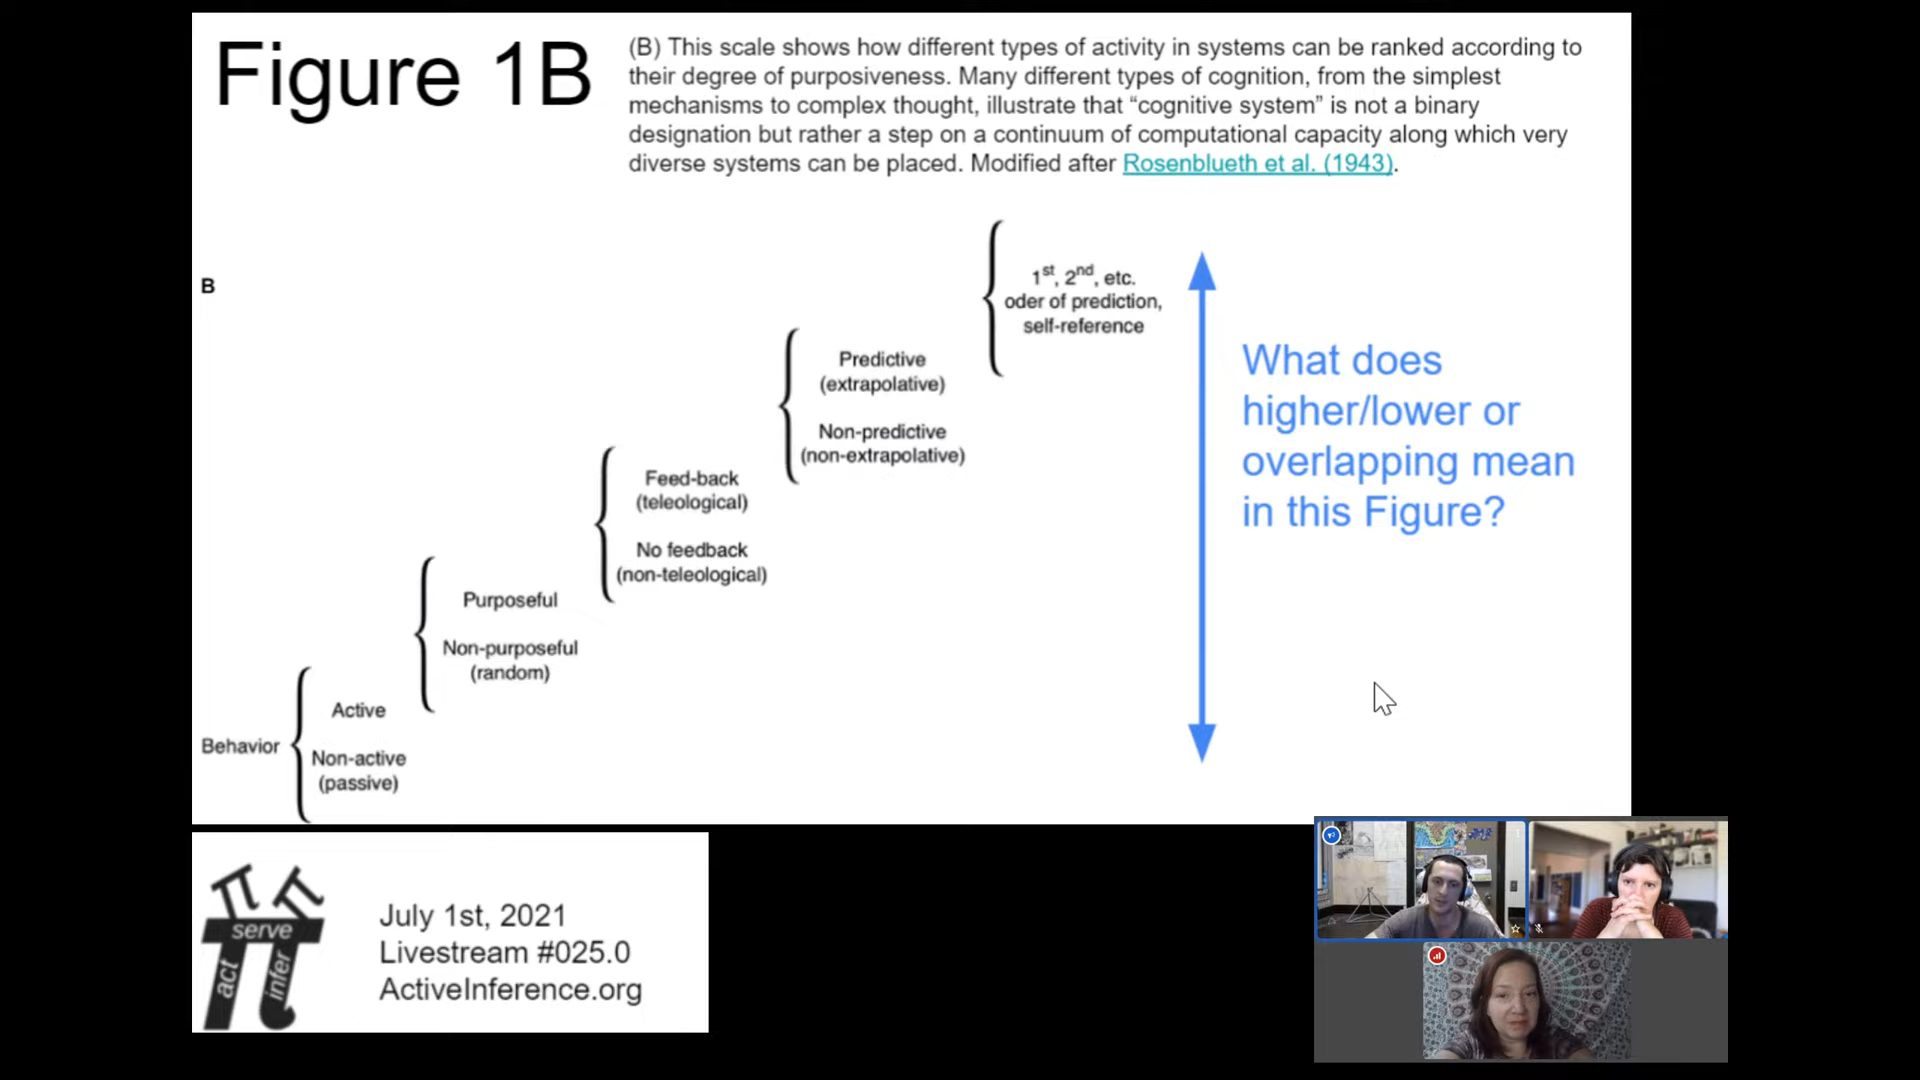 Figure 1B
(B) This scale shows how different types of activity in systems can be ranked according to
their degree of purposiveness. Many different types of cognition, from the simplest
mechanisms to complex thought, illustrate that “cognitive system” is not a binary
designation but rather a step on a continuum of computational capacity along which very
diverse systems can be placed. Modified after Rosenblueth et al. (1943).
B
1st, 2nd, etc.
oder of prediction,
self-reference
Predictive
(extrapolative)
Non-predictive
(non-extrapolative)
Feed-back
(teleological)
No feedback
(non-teleological)
Purposeful
Non-purposeful
(random)
Active
Behavior
Non-active
(passive)
What does
higher/lower or
overlapping mean
in this Figure?
serve
act
infer
July 1st, 2021
Livestream #025.0
ActiveInference.org